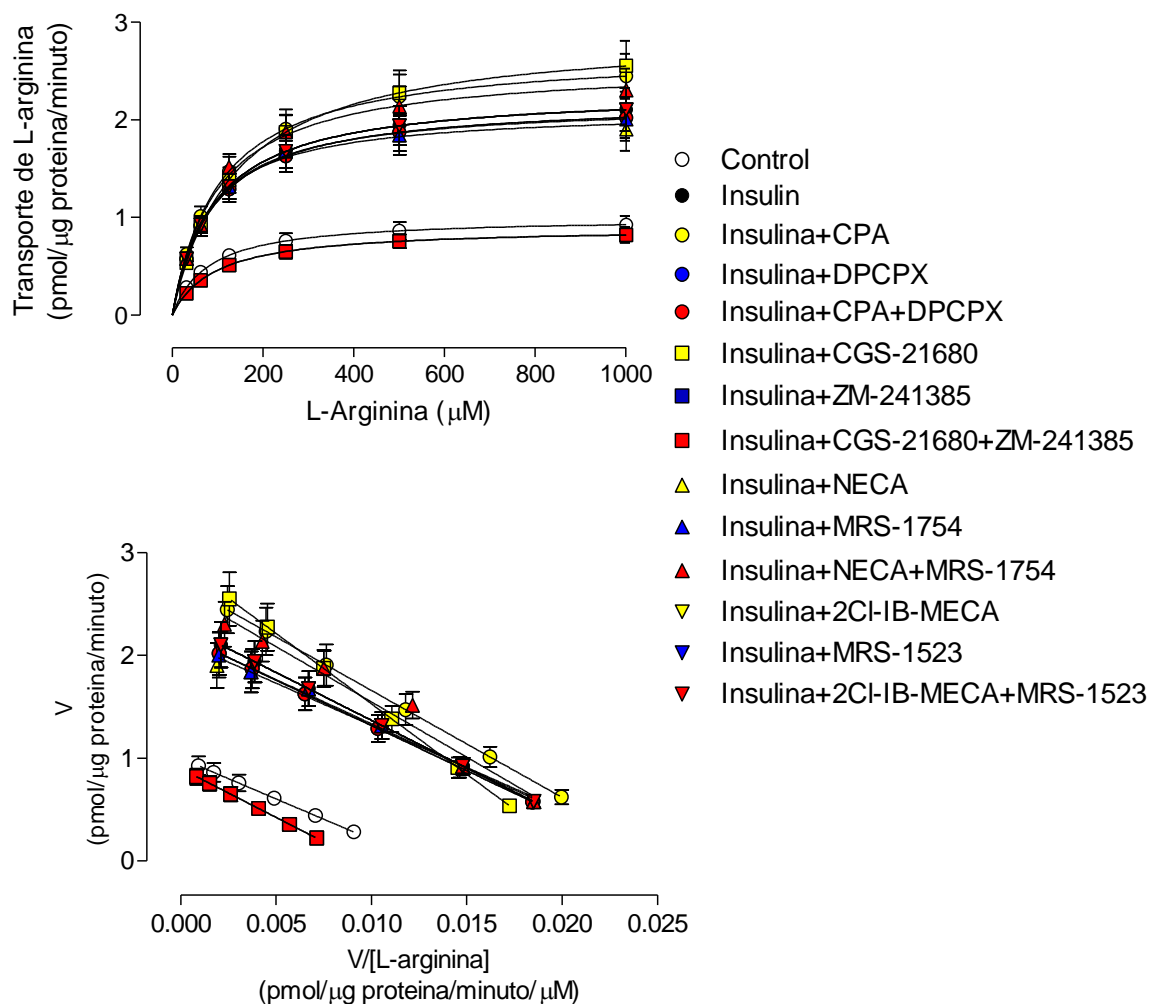 Transporte de L-arginina
(pmol/μg proteina/minuto)
3
2
1
0
0
200
400
600
800
1000
L-Arginina (μM)
Control
Insulin
Insulina+CPA
Insulina+DPCPX
Insulina+CPA+DPCPX
Insulina+CGS-21680
Insulina+ZM-241385
Insulina+CGS-21680+ZM-241385
Insulina+NECA
Insulina+MRS-1754
Insulina+NECA+MRS-1754
Insulina+2Cl-IB-MECA
Insulina+MRS-1523
Insulina+2Cl-IB-MECA+MRS-1523
V
(pmol/μg proteina/minuto)
3
2
1
0
0.000
0.005
0.010
0.015
0.020
0.025
V/[L-arginina]
(pmol/μg proteina/minuto/μM)